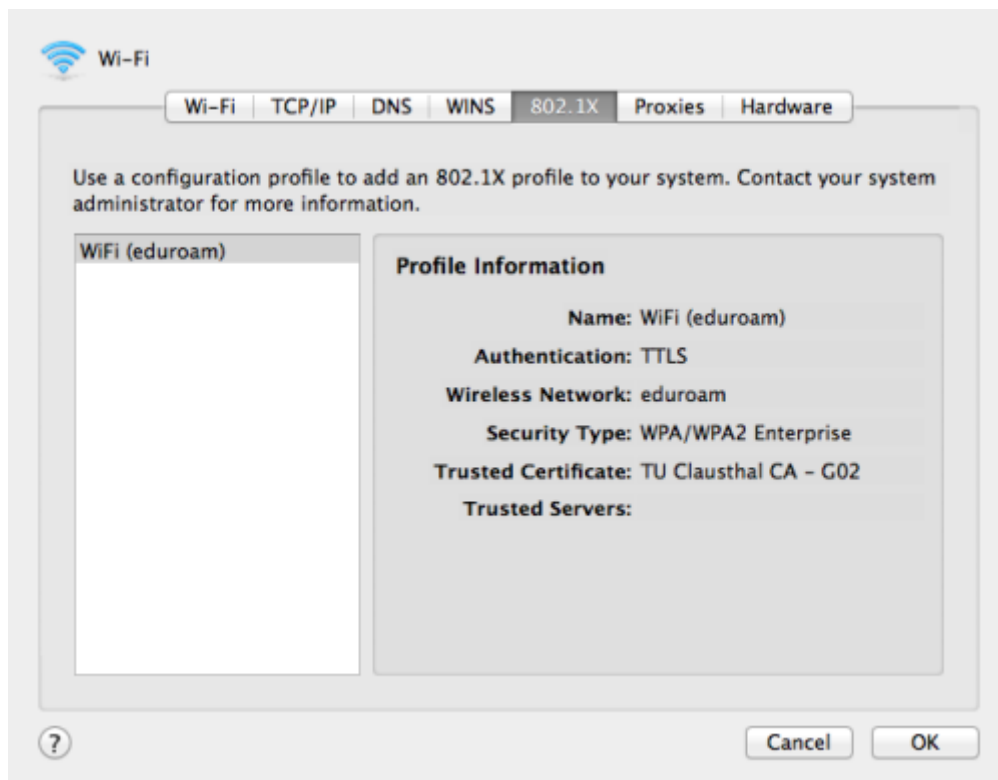 Wi-Fi
Wi-Fi TCP/IP DNS WINS 802.1X Proxies Hardware
Use a configuration profile to add an 802.1X profile to your system. Contact your system
administrator for more information.
WiFi (eduroam)
Profile Information
Name: WiFi (eduroam)
Authentication: TTLS
Wireless Network: eduroam
Security Type: WPA/WPA2 Enterprise
Trusted Certificate: TU Clausthal CA – G02
Trusted Servers:
? Cancel OK